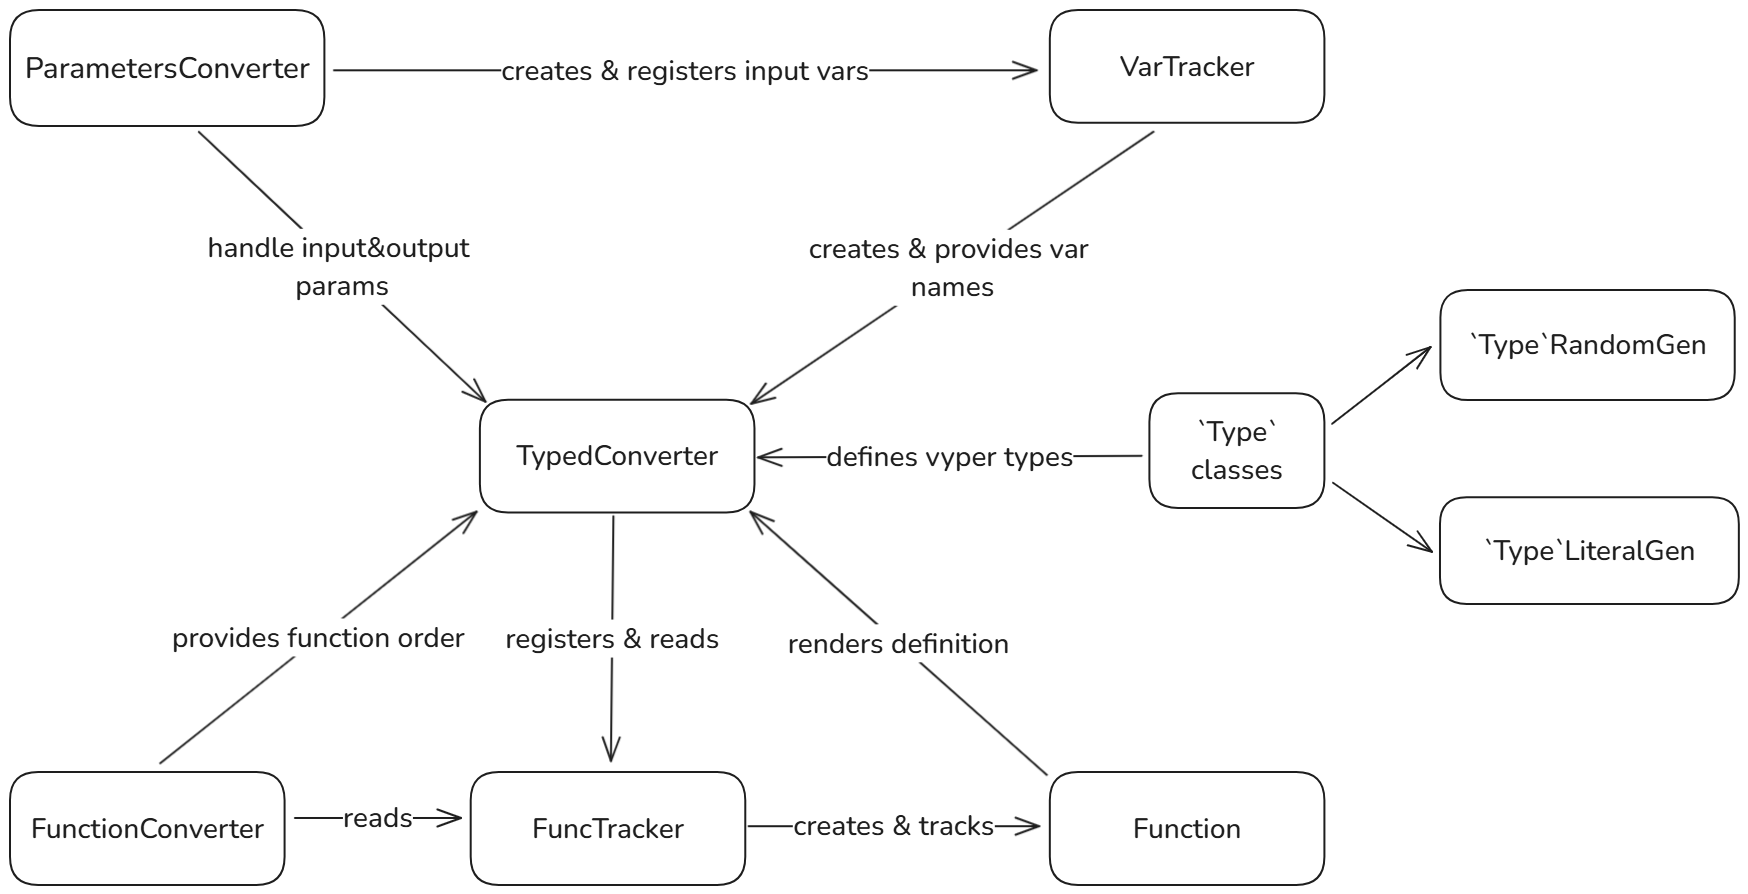 ParametersConverter
creates & registers input vars
VarTracker
handle input&output
params
creates & provides var
names
`Type`RandomGen
TypedConverter
defines vyper types
`Type`
classes
`Type`LiteralGen
provides function order
registers & reads
renders definition
FunctionConverter
reads
FuncTracker
creates & tracks
Function